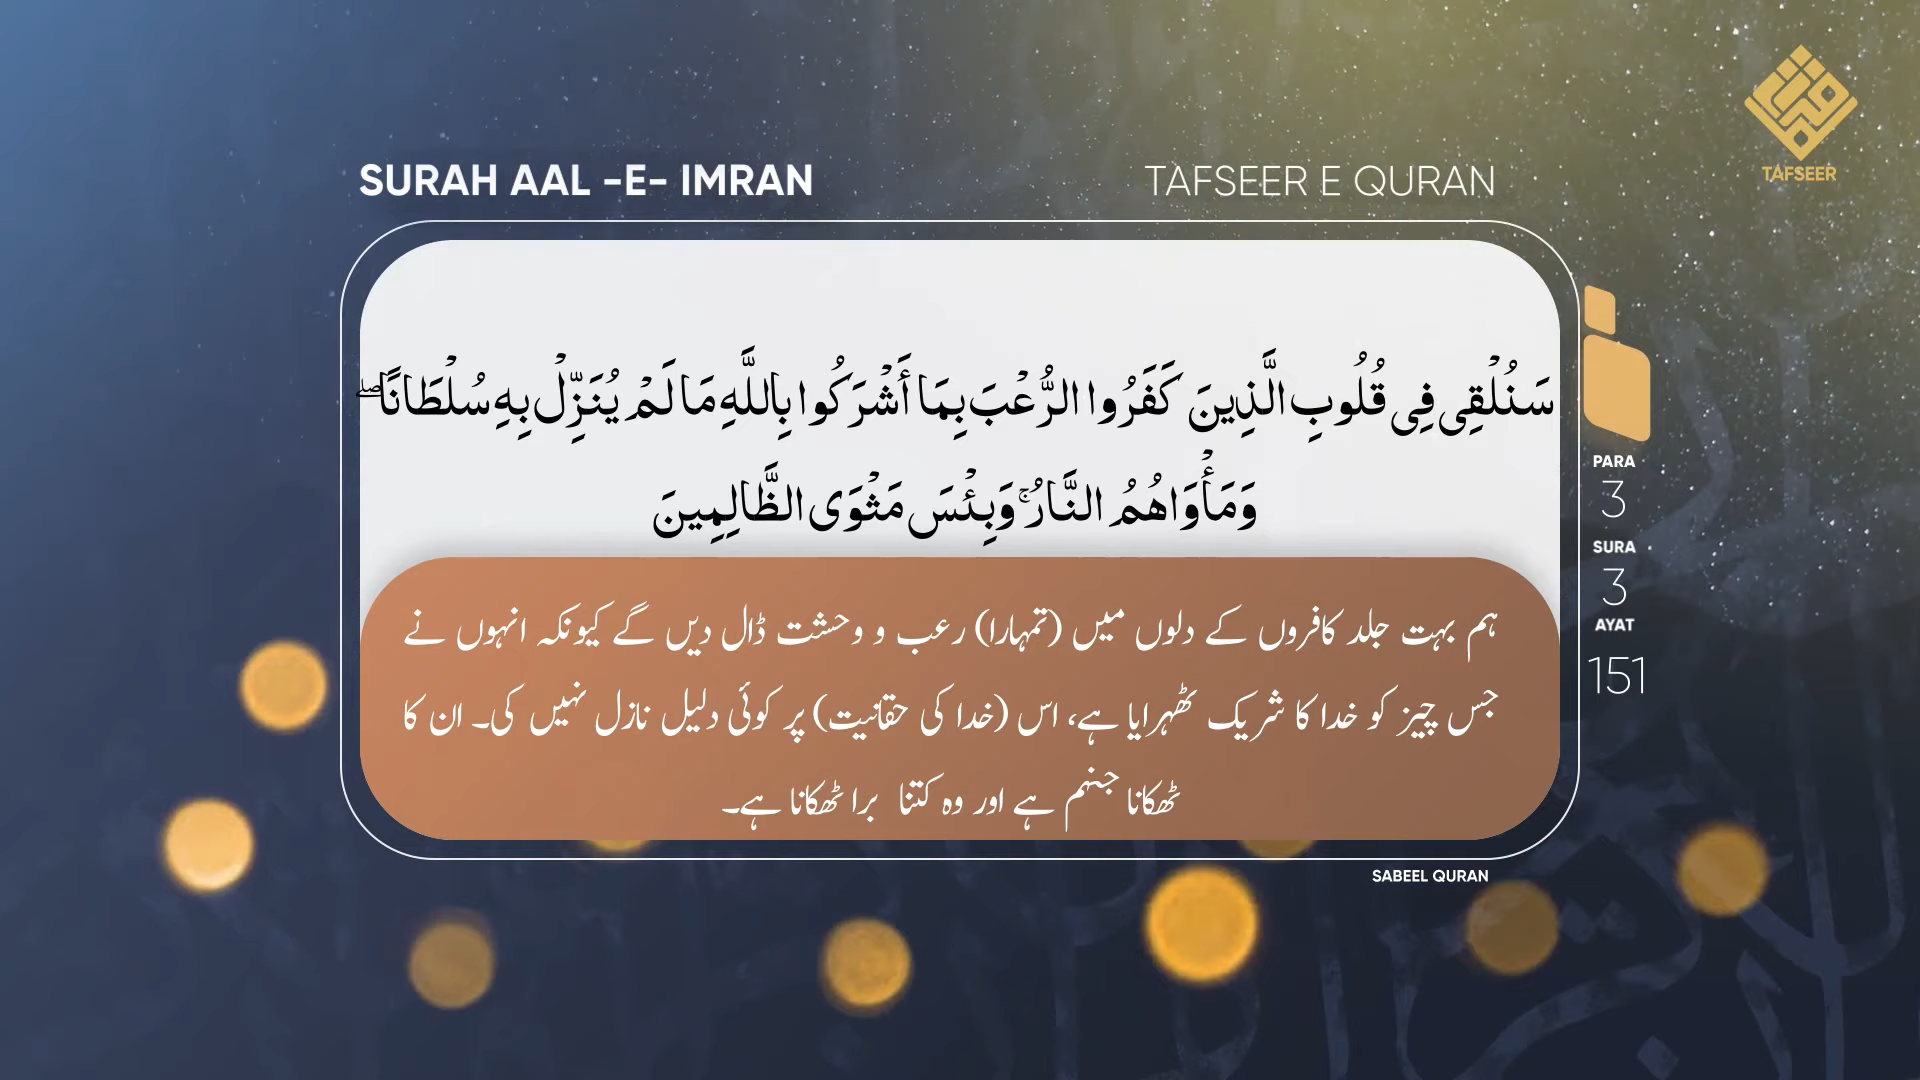 TAFSEER
SURAH AAL -E- IMRAN
TAFSEER E QURAN
سَنُلْقِى فِى قُلُوبِ الَّذِينَ كَفَرُوا الرُّعْبَ بِمَا أَشْرَكُوا بِاللَّهِ مَا لَمْ يُنَزِّلْ بِهِ سُلْطَانًا ۖ
وَمَأْوَاهُمُ النَّارُ ۚ وَبِئْسَ مَثْوَى الظَّالِمِينَ
ہم بہت جلد کافروں کے دلوں میں (تمہارا) رعب و وحشت ڈال دیں گے کیونکہ انہوں نے
جس چیز کو خدا کا شریک ٹھہرایا ہے، اس (خدا کی حقانیت) پر کوئی دلیل نازل نہیں کی۔ ان کا
ٹھکانا جہنم ہے اور وہ کتنا برا ٹھکانا ہے۔
PARA
3
SURA
3
AYAT
151
SABEEL QURAN